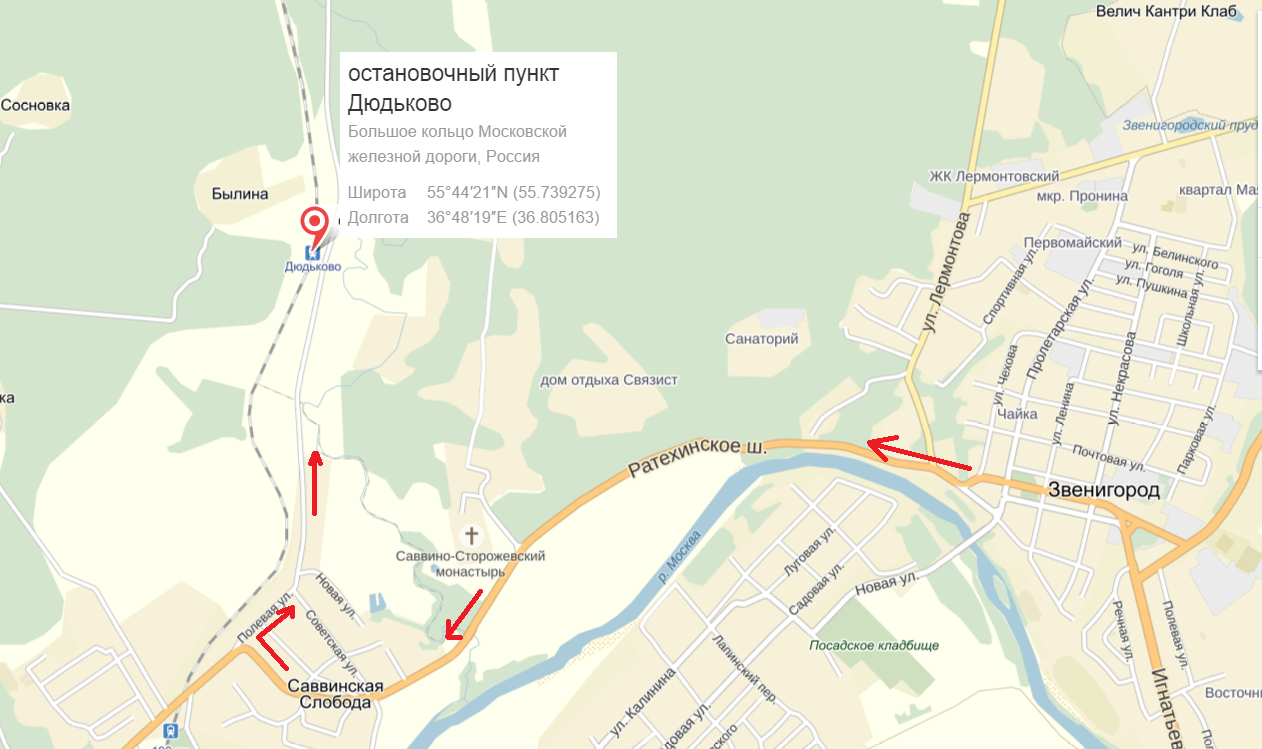 Велич Кантри Клаб
остановочный пункт
Дюдьково
Большое кольцо Московской
железной дороги, Россия
Широта 55°44′21″N (55.739275)
Долгота 36°48′19″E (36.805163)
Сосновка
Звенигородский пруд
ЖК Лермонтовский
мкр. Пронина
квартал Мая
Былина
Дюдьково
ул. Лермонтова
Первомайский
ул. Белинского
ул. Гоголя
ул. Пушкина
Школьная ул.
Спортивная ул.
Пролетарская ул.
Санаторий
ул. Чехова
ул. Некрасова
дом отдыха Связист
ка
ул. Ленина
Чайка
Парковая ул.
Ратехинское ш.
Почтовая ул.
Звенигород
Саввино-Сторожевский
монастырь
р. Москва
Луговая ул.
Садовая ул.
Новая ул.
Новая ул.
Полевая ул.
Советская ул.
Речная ул.
Полевая ул.
Посадское кладбище
Лапинский пер.
Саввинская
Слобода
ул. Калинина
Восточн
Игнатьев